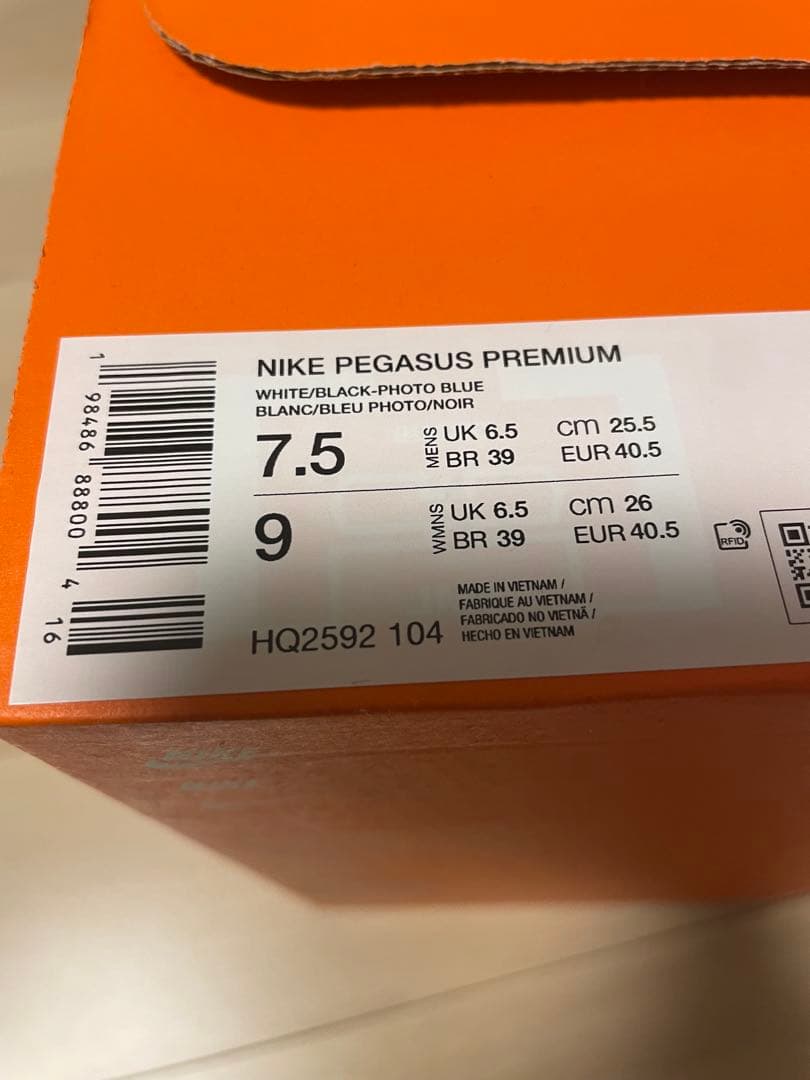 NIKE PEGASUS PREMIUM
WHITE/BLACK-PHOTO BLUE
BLANC/BLEU PHOTO/NOIR
7.5
MENS
UK 6.5 cm 25.5
BR 39 EUR 40.5
9
WMNS
UK 6.5 cm 26
BR 39 EUR 40.5
RFID
MADE IN VIETNAM /
FABRIQUE AU VIETNAM /
FABRICADO NO VIETNÃ /
HECHO EN VIETNAM
HQ2592 104
1 98486 88800 4 16